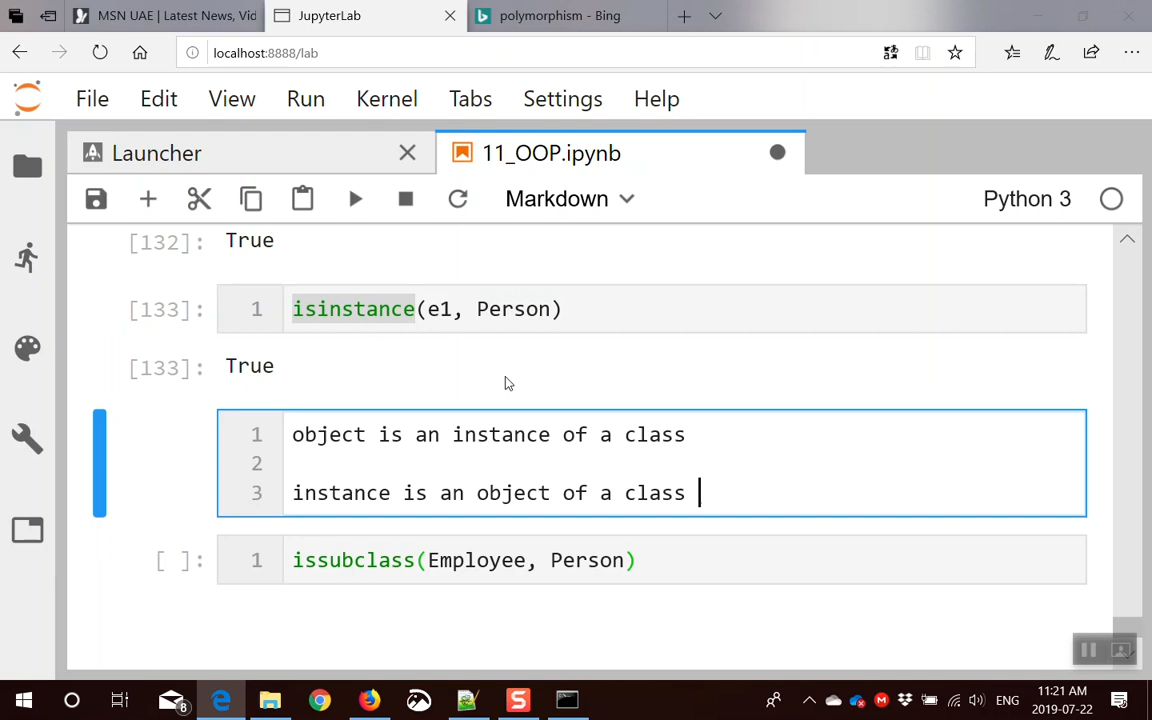 MSN UAE | Latest News, Vid
JupyterLab
polymorphism - Bing
localhost:8888/lab
File Edit View Run Kernel Tabs Settings Help
Launcher
11_OOP.ipynb
Markdown
Python 3
[132]: True
[133]: 1 isinstance(e1, Person)
[133]: True
1 object is an instance of a class
2
3 instance is an object of a class
[ ]: 1 issubclass(Employee, Person)
8
ENG
11:21 AM
2019-07-22